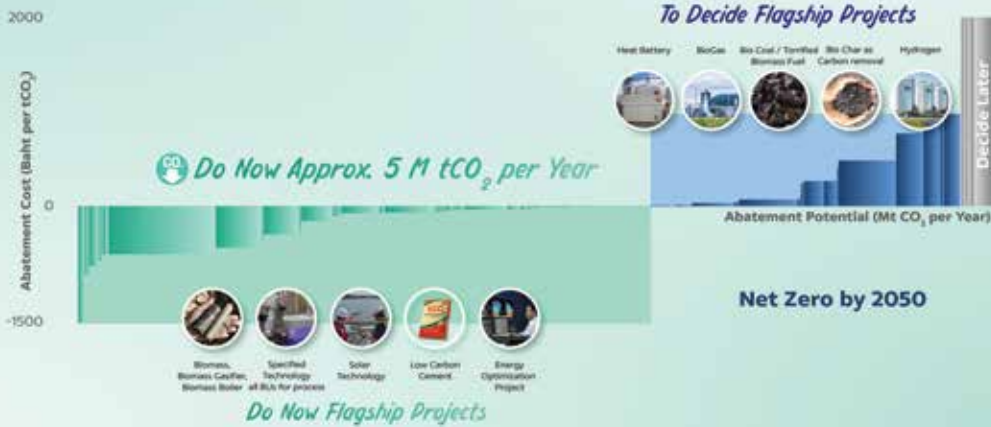 2000
To Decide Flagship Projects
Heat Battery
BioGas
Bio Coal / Torrified
Biomass Fuel
Bio Char as
Carbon removal
Hydrogen
Decide Later
Abatement Cost (Baht per tCO₂)
CO₂ Do Now Approx. 5 M tCO₂ per Year
0
Abatement Potential (Mt CO₂ per Year)
Net Zero by 2050
-1500
Biomass,
Biomass Gasifier,
Biomass Boiler
Specified
Technology
all BUs for process
Solar
Technology
Low Carbon
Cement
Energy
Optimization
Project
Do Now Flagship Projects